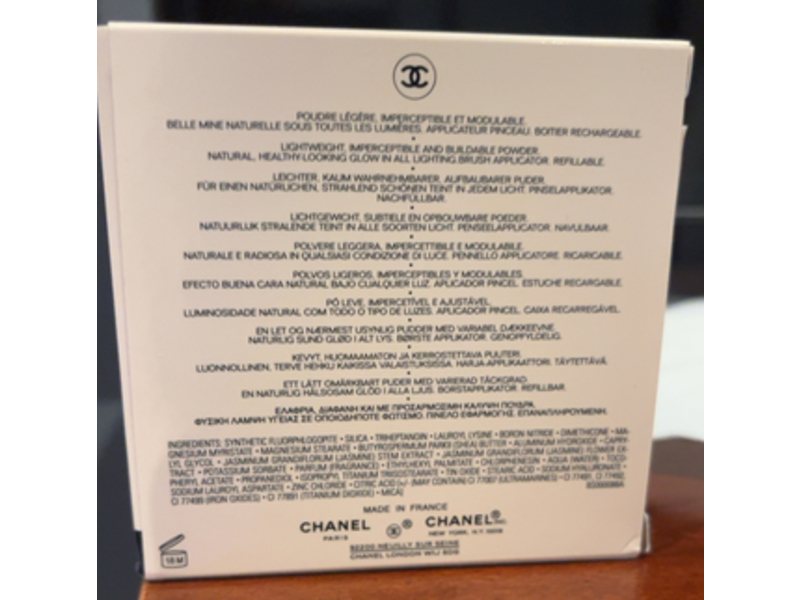 POUDRE LÉGÈRE, IMPERCEPTIBLE ET MODULABLE.
BELLE MINE NATURELLE SOUS TOUTES LES LUMIÈRES. APPLICATEUR PINCEAU. BOITIER RECHARGEABLE.
LIGHTWEIGHT, IMPERCEPTIBLE AND BUILDABLE POWDER.
NATURAL, HEALTHY-LOOKING GLOW IN ALL LIGHTING. BRUSH APPLICATOR. REFILLABLE.
LEICHTER, KAUM WAHRNEHMBARER, AUFBAUBARER PUDER.
FÜR EINEN NATÜRLICHEN, STRAHLEND SCHÖNEN TEINT IN JEDEM LICHT. PINSELAPPLIKATOR.
NACHFÜLLBAR.
LICHTGEWICHT, SUBTIELE EN OPBOUWBARE POEDER.
NATUURLIJK STRALENDE TEINT IN ALLE SOORTEN LICHT. PENSEELAPPLICATOR. NAVULBAAR.
POLVERE LEGGERA, IMPERCETTIBILE E MODULABILE.
NATURALE E RADIOSA IN QUALSIASI CONDIZIONE DI LUCE. PENNELLO APPLICATORE. RICARICABILE.
POLVOS LIGEROS, IMPERCEPTIBLES Y MODULABLES.
EFECTO BUENA CARA NATURAL BAJO CUALQUIER LUZ. APLICADOR PINCEL. ESTUCHE RECARGABLE.
PÓ LEVE, IMPERCETÍVEL E AJUSTÁVEL.
LUMINOSIDADE NATURAL COM TODO O TIPO DE LUZES. APLICADOR PINCEL. CAIXA RECARREGÁVEL.
EN LET OG NÆRMEST USYNLIG PUDDER MED VARIABEL DÆKKEEVNE.
NATURLIG SUND GLØD I ALT LYS. BØRSTE APPLIKATOR. GENOPFYLDELIG.
KEVYT, HUOMAAMATON JA KERROSTETTAVA PUUTERI.
LUONNOLLINEN, TERVE HEHKU KAIKISSA VALAISTUKSISSA. HARJA-APPLIKAATTORI. TÄYTETTÄVÄ.
ETT LÄTT OMÄRKBART PUDER MED VARIERAD TÄCKGRAD.
EN NATURLIG HÄLSOSAM GLÖD I ALLA LJUS. BORSTAPPLIKATOR. REFILLBAR.
ΕΛΑΦΡΙΑ, ΔΙΑΦΑΝΗ ΚΑΙ ΜΕ ΠΡΟΣΑΡΜΟΣΙΜΗ ΚΑΛΥΨΗ ΠΟΥΔΡΑ.
ΦΥΣΙΚΗ ΛΑΜΨΗ ΥΓΕΙΑΣ ΣΕ ΟΠΟΙΟΔΗΠΟΤΕ ΦΩΤΙΣΜΟ. ΠΙΝΕΛΟ ΕΦΑΡΜΟΓΗΣ. ΕΠΑΝΑΠΛΗΡΟΥΜΕΝΗ.
INGREDIENTS: SYNTHETIC FLUORPHLOGOPITE • SILICA • TRIHEPTANOIN • LAUROYL LYSINE • BORON NITRIDE • DIMETHICONE • MA-
GNESIUM MYRISTATE • MAGNESIUM STEARATE • BUTYROSPERMUM PARKII (SHEA) BUTTER • ALUMINUM HYDROXIDE • CAPRY-
LYL GLYCOL • JASMINUM GRANDIFLORUM (JASMINE) STEM EXTRACT • JASMINUM GRANDIFLORUM (JASMINE) FLOWER EX-
TRACT • POTASSIUM SORBATE • PARFUM (FRAGRANCE) • ETHYLHEXYL PALMITATE • CHLORPHENESIN • AQUA (WATER) • TOCO-
PHERYL ACETATE • PROPANEDIOL • ISOPROPYL TITANIUM TRIISOSTEARATE • TIN OXIDE • STEARIC ACID • SODIUM HYALURONATE •
SODIUM LAUROYL ASPARTATE • ZINC CHLORIDE • CITRIC ACID (+/- (MAY CONTAIN) CI 77007 (ULTRAMARINES) • CI 77491, CI 77492,
CI 77499 (IRON OXIDES) • CI 77891 (TITANIUM DIOXIDE) • MICA)
MADE IN FRANCE
CHANEL ® CHANEL® INC.
PARIS NEW YORK, N.Y. 10019
92200 NEUILLY SUR SEINE
CHANEL LONDON W1J 6DG
18 M